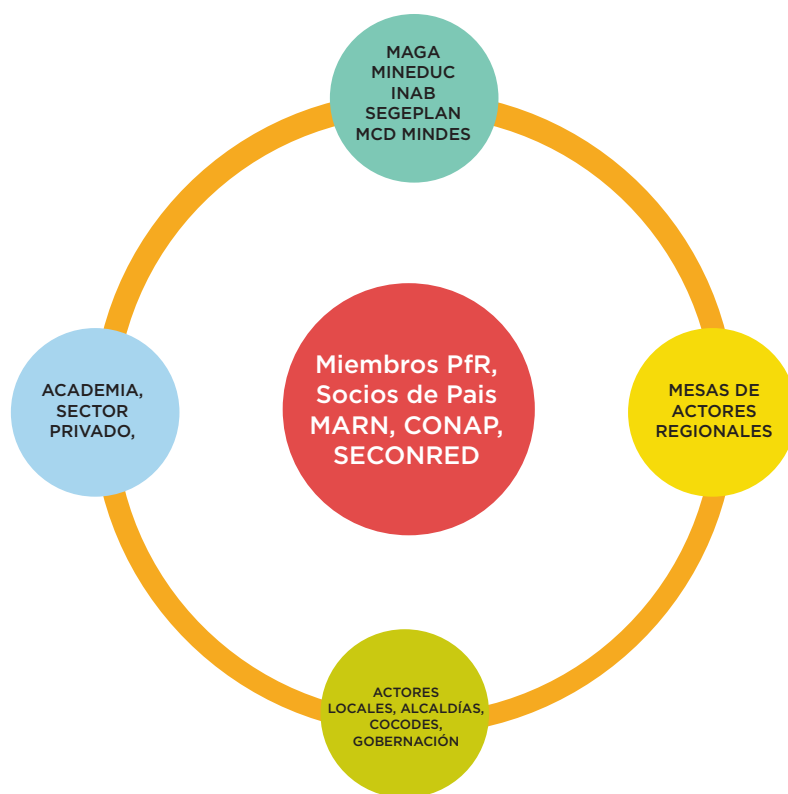 MAGA
MINEDUC
INAB
SEGEPLAN
MCD MINDES
ACADEMIA,
SECTOR
PRIVADO,
Miembros PfR,
Socios de Pais
MARN, CONAP,
SECONRED
MESAS DE
ACTORES
REGIONALES
ACTORES
LOCALES, ALCALDÍAS,
COCODES,
GOBERNACIÓN